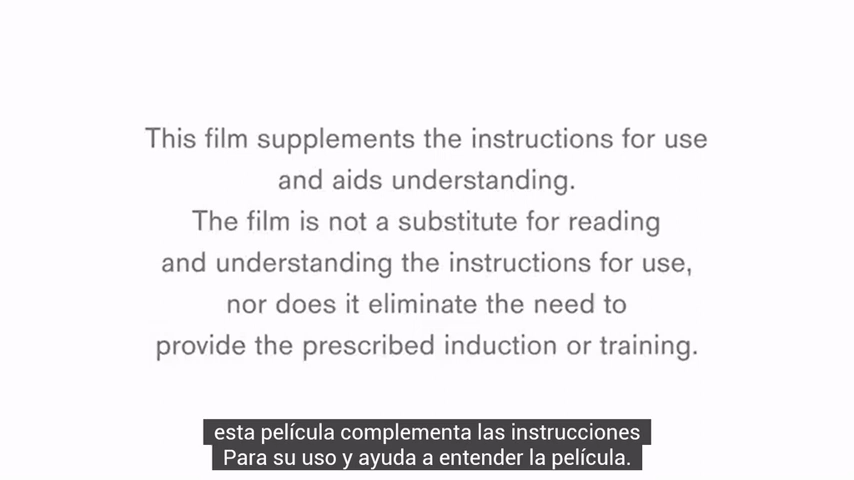 This film supplements the instructions for use
and aids understanding.
The film is not a substitute for reading
and understanding the instructions for use,
nor does it eliminate the need to
provide the prescribed induction or training.
esta película complementa las instrucciones
Para su uso y ayuda a entender la película.